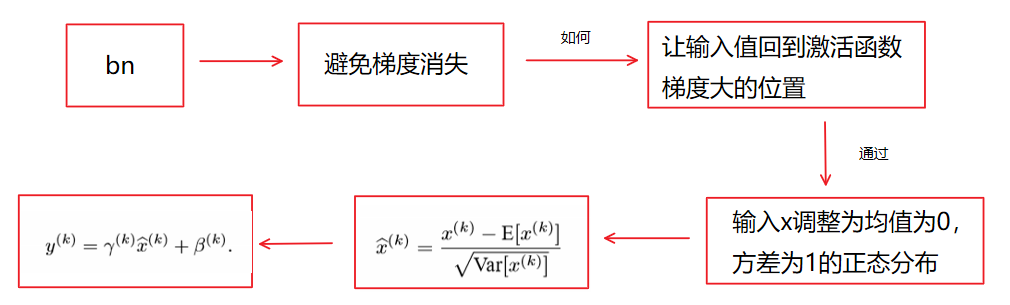 bn
避免梯度消失
如何
让输入值回到激活函数
梯度大的位置
通过
输入x调整为均值为0，
方差为1的正态分布
$\widehat{x}^{(k)} = \frac{x^{(k)} - \mathrm{E}[x^{(k)}]}{\sqrt{\mathrm{Var}[x^{(k)}]}}$
$y^{(k)} = \gamma^{(k)}\widehat{x}^{(k)} + \beta^{(k)}.$